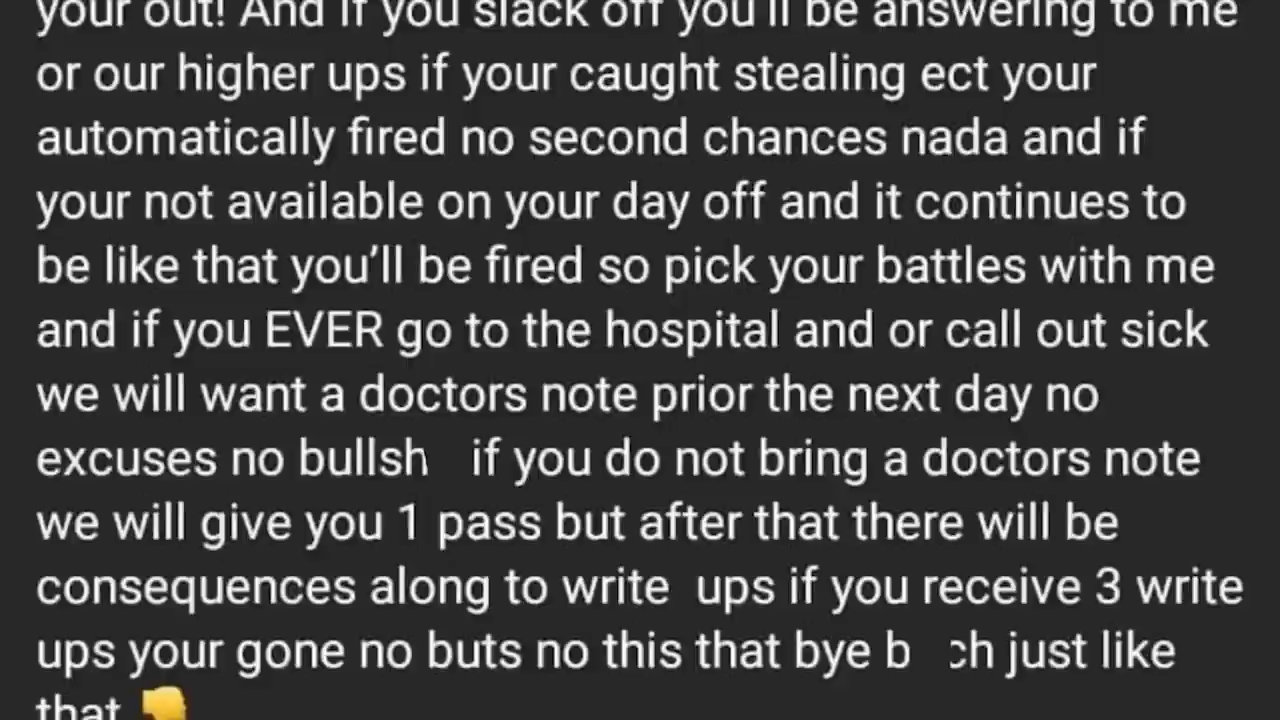 your out! And if you slack off you'll be answering to me
or our higher ups if your caught stealing ect your
automatically fired no second chances nada and if
your not available on your day off and it continues to
be like that you’ll be fired so pick your battles with me
and if you EVER go to the hospital and or call out sick
we will want a doctors note prior the next day no
excuses no bullsh if you do not bring a doctors note
we will give you 1 pass but after that there will be
consequences along to write ups if you receive 3 write
ups your gone no buts no this that bye b ch just like
that